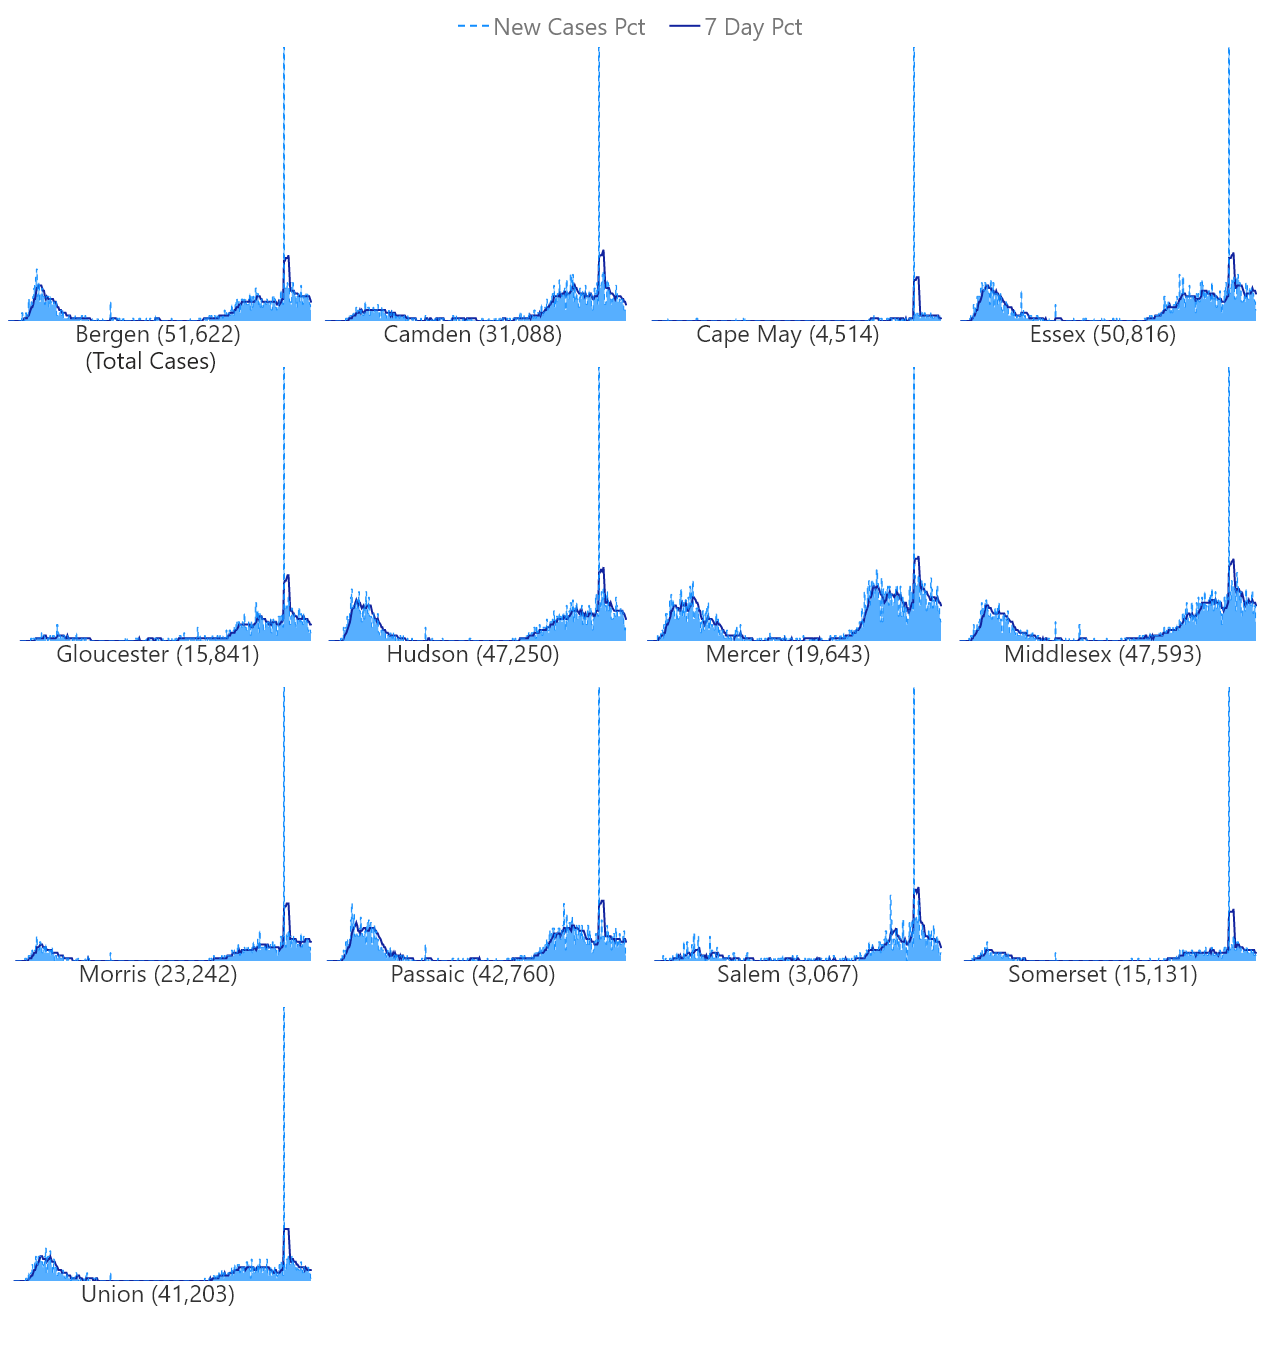 New Cases Pct 7 Day Pct
Bergen (51,622)
(Total Cases)
Camden (31,088)
Cape May (4,514)
Essex (50,816)
Gloucester (15,841)
Hudson (47,250)
Mercer (19,643)
Middlesex (47,593)
Morris (23,242)
Passaic (42,760)
Salem (3,067)
Somerset (15,131)
Union (41,203)